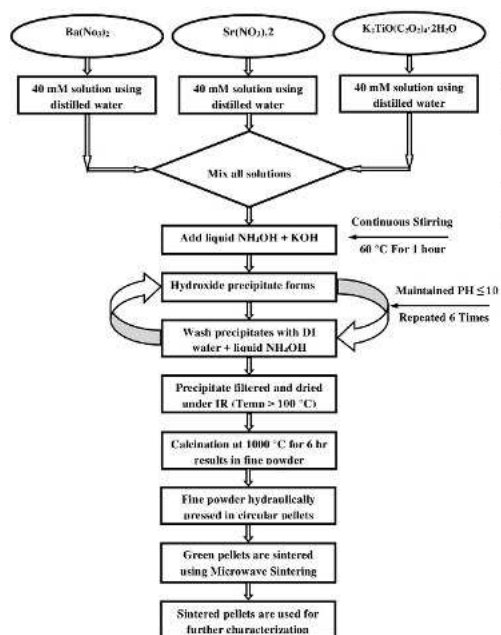 Ba(No₃)₂
Sr(NO₃).2
K₂TiO(C₂O₂)₄·2H₂O
40 mM solution using
distilled water
40 mM solution using
distilled water
40 mM solution using
distilled water
Mix all solutions
Add liquid NH₄OH + KOH
Continuous Stirring
60 °C For 1 hour
Hydroxide precipitate forms
Maintained PH ≤10
Repeated 6 Times
Wash precipitates with DI
water + liquid NH₄OH
Precipitate filtered and dried
under IR (Temp > 100 °C)
Calcination at 1000 °C for 6 hr
results in fine powder
Fine powder hydraulically
pressed in circular pellets
Green pellets are sintered
using Microwave Sintering
Sintered pellets are used for
further characterization